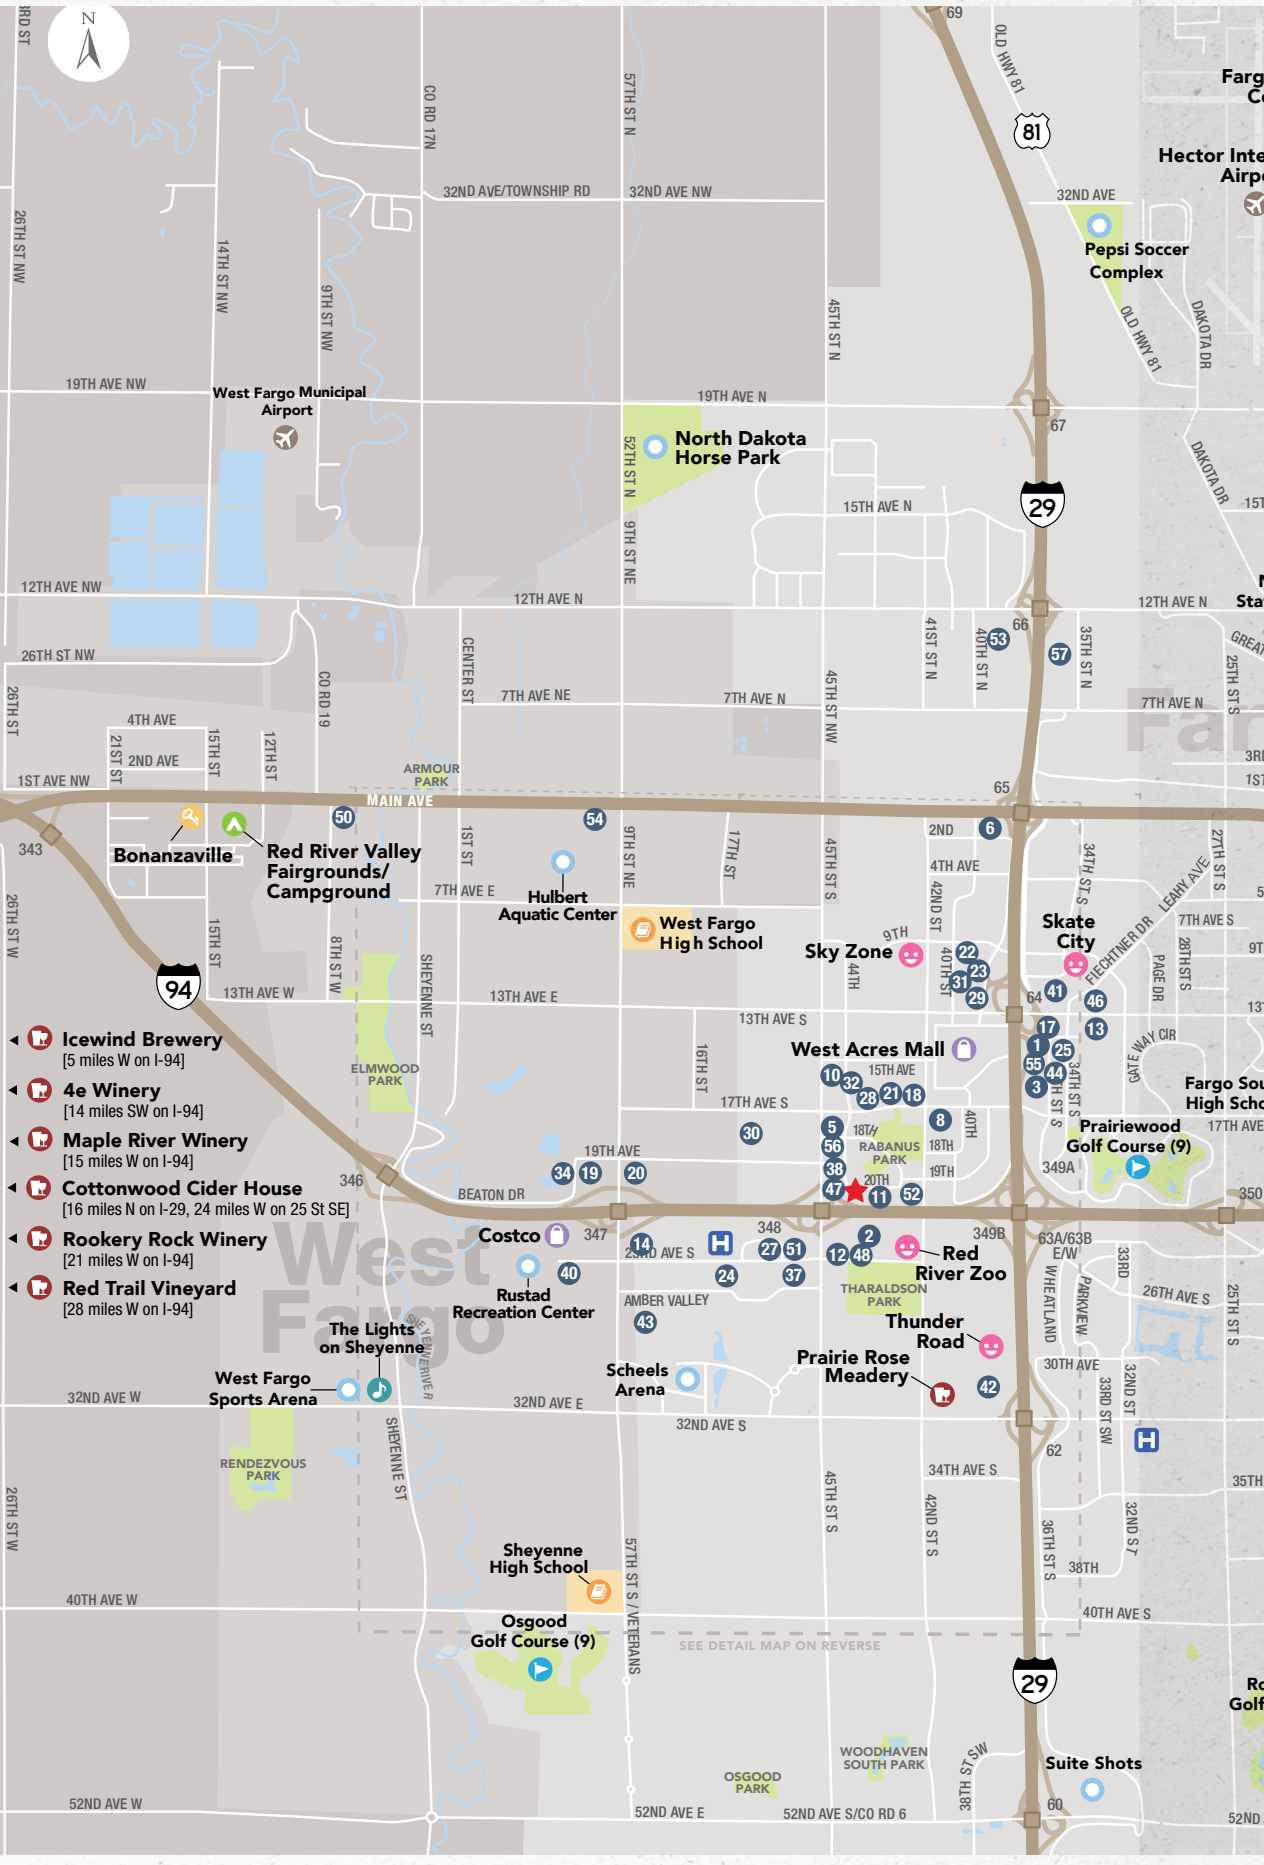 N
3RD ST
69
OLD HWY 81
81
57TH ST N
CO RD 17N
32ND AVE/TOWNSHIP RD
32ND AVE NW
32ND AVE
Pepsi Soccer
Complex
26TH ST NW
14TH ST NW
9TH ST NW
45TH ST N
OLD HWY 81
DAKOTA DR
19TH AVE NW
West Fargo Municipal
Airport
19TH AVE N
67
North Dakota
Horse Park
52TH ST N
DAKOTA DR
29
15TH AVE N
9TH ST NE
12TH AVE NW
12TH AVE N
12TH AVE N
66
41ST ST N
40TH ST N
53
57
35TH ST N
26TH ST NW
CENTER ST
25TH ST S
26TH ST
CO RD 19
7TH AVE NE
7TH AVE N
45TH ST NW
7TH AVE N
4TH AVE
21ST ST
15TH ST
12TH ST
2ND AVE
1ST AVE NW
ARMOUR
PARK
65
MAIN AVE
343
50
54
2ND
6
Bonanzaville
Red River Valley
Fairgrounds/
Campground
1ST ST
9TH ST NE
17TH ST
45TH ST S
4TH AVE
42ND ST
34TH ST S
27TH ST S
LEAHY AVE
7TH AVE E
Hulbert
Aquatic Center
West Fargo
High School
26TH ST W
15TH ST
8TH ST W
SHEYENNE ST
9TH
Sky Zone
Skate
City
FIECHTNER DR
7TH AVE S
28TH ST S
PAGE DR
44TH
40TH ST
22
23
31
29
41
46
64
94
13TH AVE W
13TH AVE E
13TH AVE S
17
13
1
25
55
44
3
34TH ST S
GATE WAY CIR
Icewind Brewery
[5 miles W on I-94]
4e Winery
[14 miles SW on I-94]
Maple River Winery
[15 miles W on I-94]
Cottonwood Cider House
[16 miles N on I-29, 24 miles W on 25 St SE]
Rookery Rock Winery
[21 miles W on I-94]
Red Trail Vineyard
[28 miles W on I-94]
ELMWOOD
PARK
16TH ST
West Acres Mall
15TH AVE
10
32
28
21
18
17TH AVE S
30
5
56
38
47
8
40TH
18TH
18TH
RABANUS
PARK
19TH
20TH
11
52
Prairiewood
Golf Course (9)
349A
17TH AVE
19TH AVE
34
19
20
346
BEATON DR
350
West
Fargo
Costco
347
14
23RD AVE S
H
348
27
51
2
12
48
349B
Red
River Zoo
63A/63B
E/W
33RD
WHEATLAND
PARKVIEW
26TH AVE S
25TH ST S
40
24
37
THARALDSON
PARK
Rustad
Recreation Center
AMBER VALLEY
43
Thunder
Road
The Lights
on Sheyenne
SHEYENNE RIVER
Scheels
Arena
Prairie Rose
Meadery
42
30TH AVE
32ND ST
33RD ST SW
West Fargo
Sports Arena
32ND AVE W
32ND AVE E
32ND AVE S
SHEYENNE ST
RENDEZVOUS
PARK
62
H
34TH AVE S
26TH ST W
45TH ST S
42ND ST S
36TH ST S
32ND ST
38TH
Sheyenne
High School
57TH ST S / VETERANS
40TH AVE W
40TH AVE S
Osgood
Golf Course (9)
SEE DETAIL MAP ON REVERSE
29
WOODHAVEN
SOUTH PARK
OSGOOD
PARK
38TH ST SW
Suite Shots
60
52ND AVE W
52ND AVE E
52ND AVE S/CO RD 6